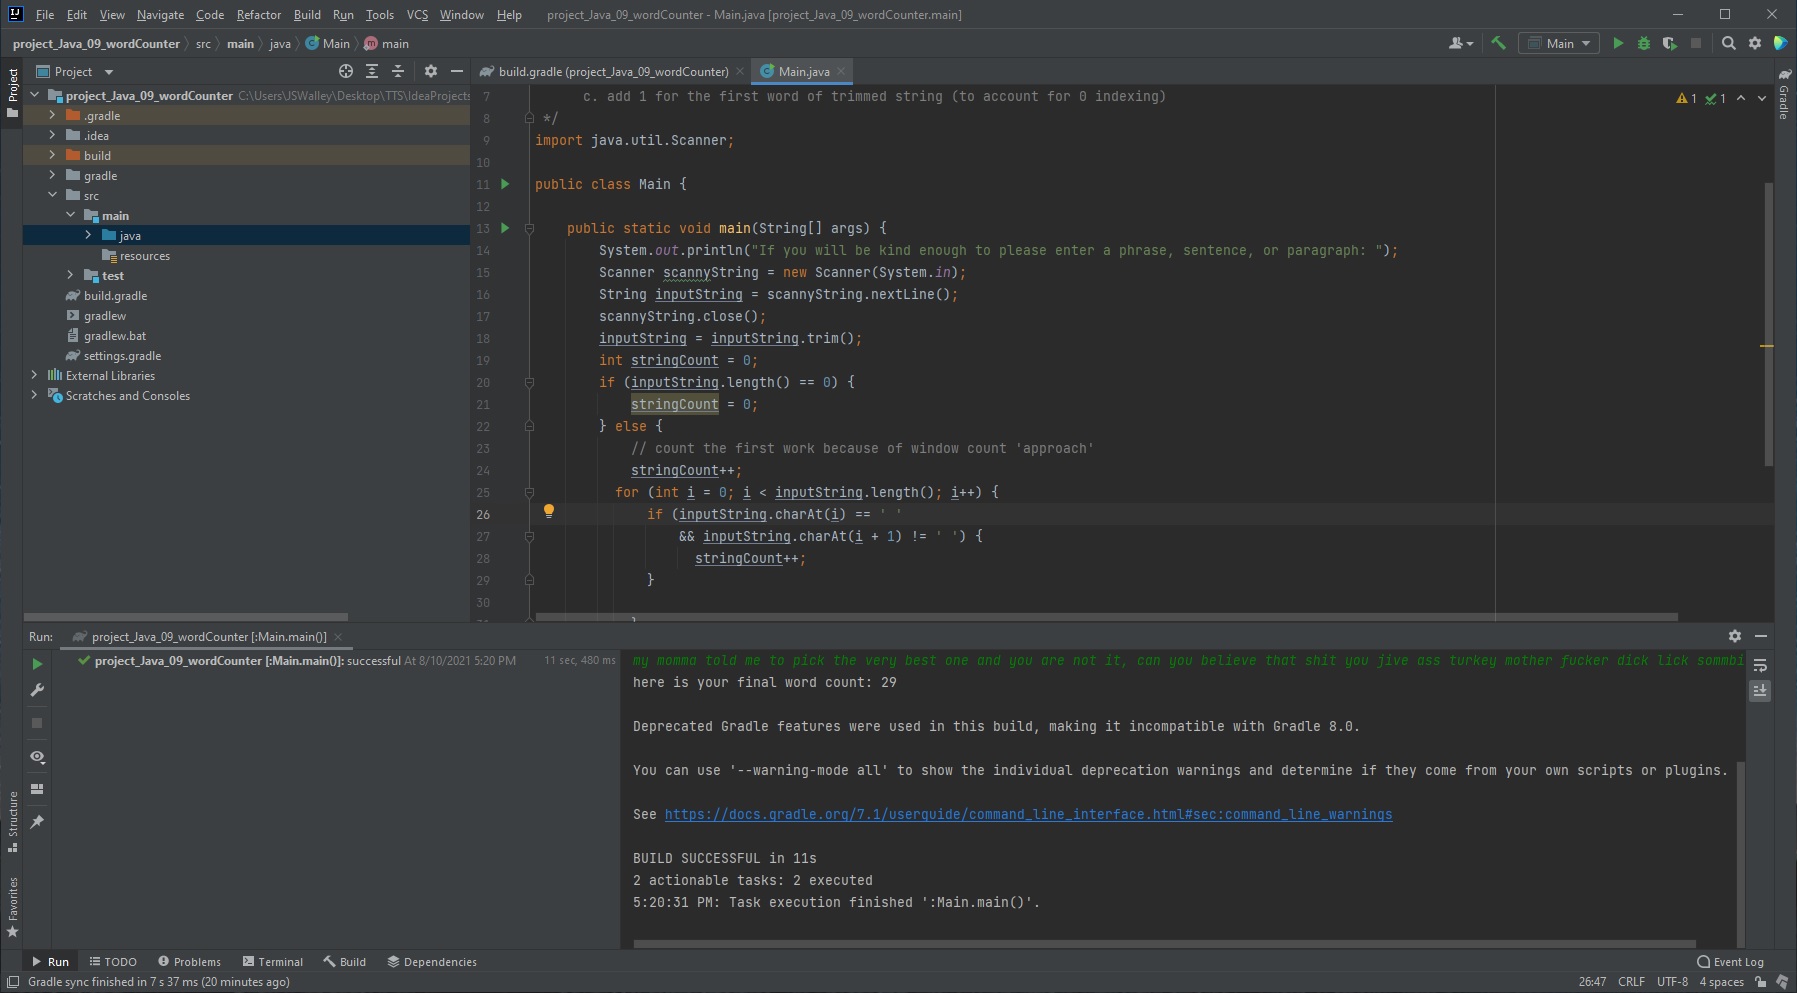 File Edit View Navigate Code Refactor Build Run Tools VCS Window Help project_Java_09_wordCounter - Main.java [project_Java_09_wordCounter.main]
project_Java_09_wordCounter src main java Main main
Main
Project
build.gradle (project_Java_09_wordCounter) Main.java
Project
Gradle
project_Java_09_wordCounter C:\Users\JSWalley\Desktop\TTS\IdeaProjects
.gradle
.idea
build
gradle
src
main
java
resources
test
build.gradle
gradlew
gradlew.bat
settings.gradle
External Libraries
Scratches and Consoles
1 1
7 c. add 1 for the first word of trimmed string (to account for 0 indexing)
8 */
9 import java.util.Scanner;
10
11 public class Main {
12
13 public static void main(String[] args) {
14 System.out.println("If you will be kind enough to please enter a phrase, sentence, or paragraph: ");
15 Scanner scannyString = new Scanner(System.in);
16 String inputString = scannyString.nextLine();
17 scannyString.close();
18 inputString = inputString.trim();
19 int stringCount = 0;
20 if (inputString.length() == 0) {
21 stringCount = 0;
22 } else {
23 // count the first work because of window count 'approach'
24 stringCount++;
25 for (int i = 0; i < inputString.length(); i++) {
26 if (inputString.charAt(i) == ' '
27 && inputString.charAt(i + 1) != ' ') {
28 stringCount++;
29 }
30
Run: project_Java_09_wordCounter [:Main.main()]
project_Java_09_wordCounter [:Main.main()]: successful At 8/10/2021 5:20 PM 11 sec, 480 ms
my momma told me to pick the very best one and you are not it, can you believe that shit you jive ass turkey mother fucker dick lick sommbi
here is your final word count: 29
Deprecated Gradle features were used in this build, making it incompatible with Gradle 8.0.
You can use '--warning-mode all' to show the individual deprecation warnings and determine if they come from your own scripts or plugins.
See https://docs.gradle.org/7.1/userguide/command_line_interface.html#sec:command_line_warnings
BUILD SUCCESSFUL in 11s
2 actionable tasks: 2 executed
5:20:31 PM: Task execution finished ':Main.main()'.
Structure
Favorites
Run TODO Problems Terminal Build Dependencies Event Log
Gradle sync finished in 7 s 37 ms (20 minutes ago) 26:47 CRLF UTF-8 4 spaces